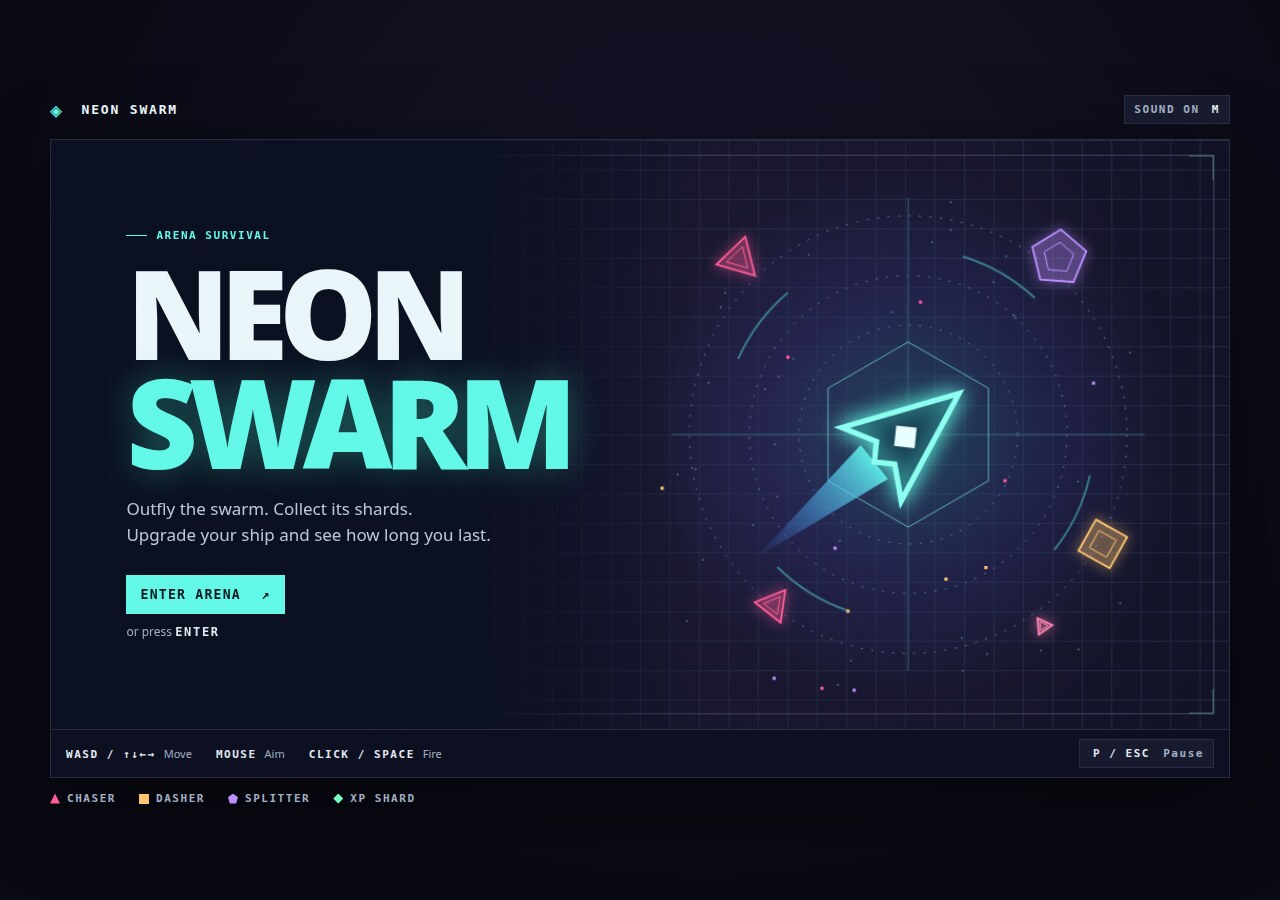 ◈ NEON SWARM
SOUND ON M
ARENA SURVIVAL
NEON
SWARM
Outfly the swarm. Collect its shards.
Upgrade your ship and see how long you last.
ENTER ARENA ↗
or press ENTER
WASD / ↑↓←→ Move MOUSE Aim CLICK / SPACE Fire
P / ESC Pause
CHASER DASHER SPLITTER XP SHARD